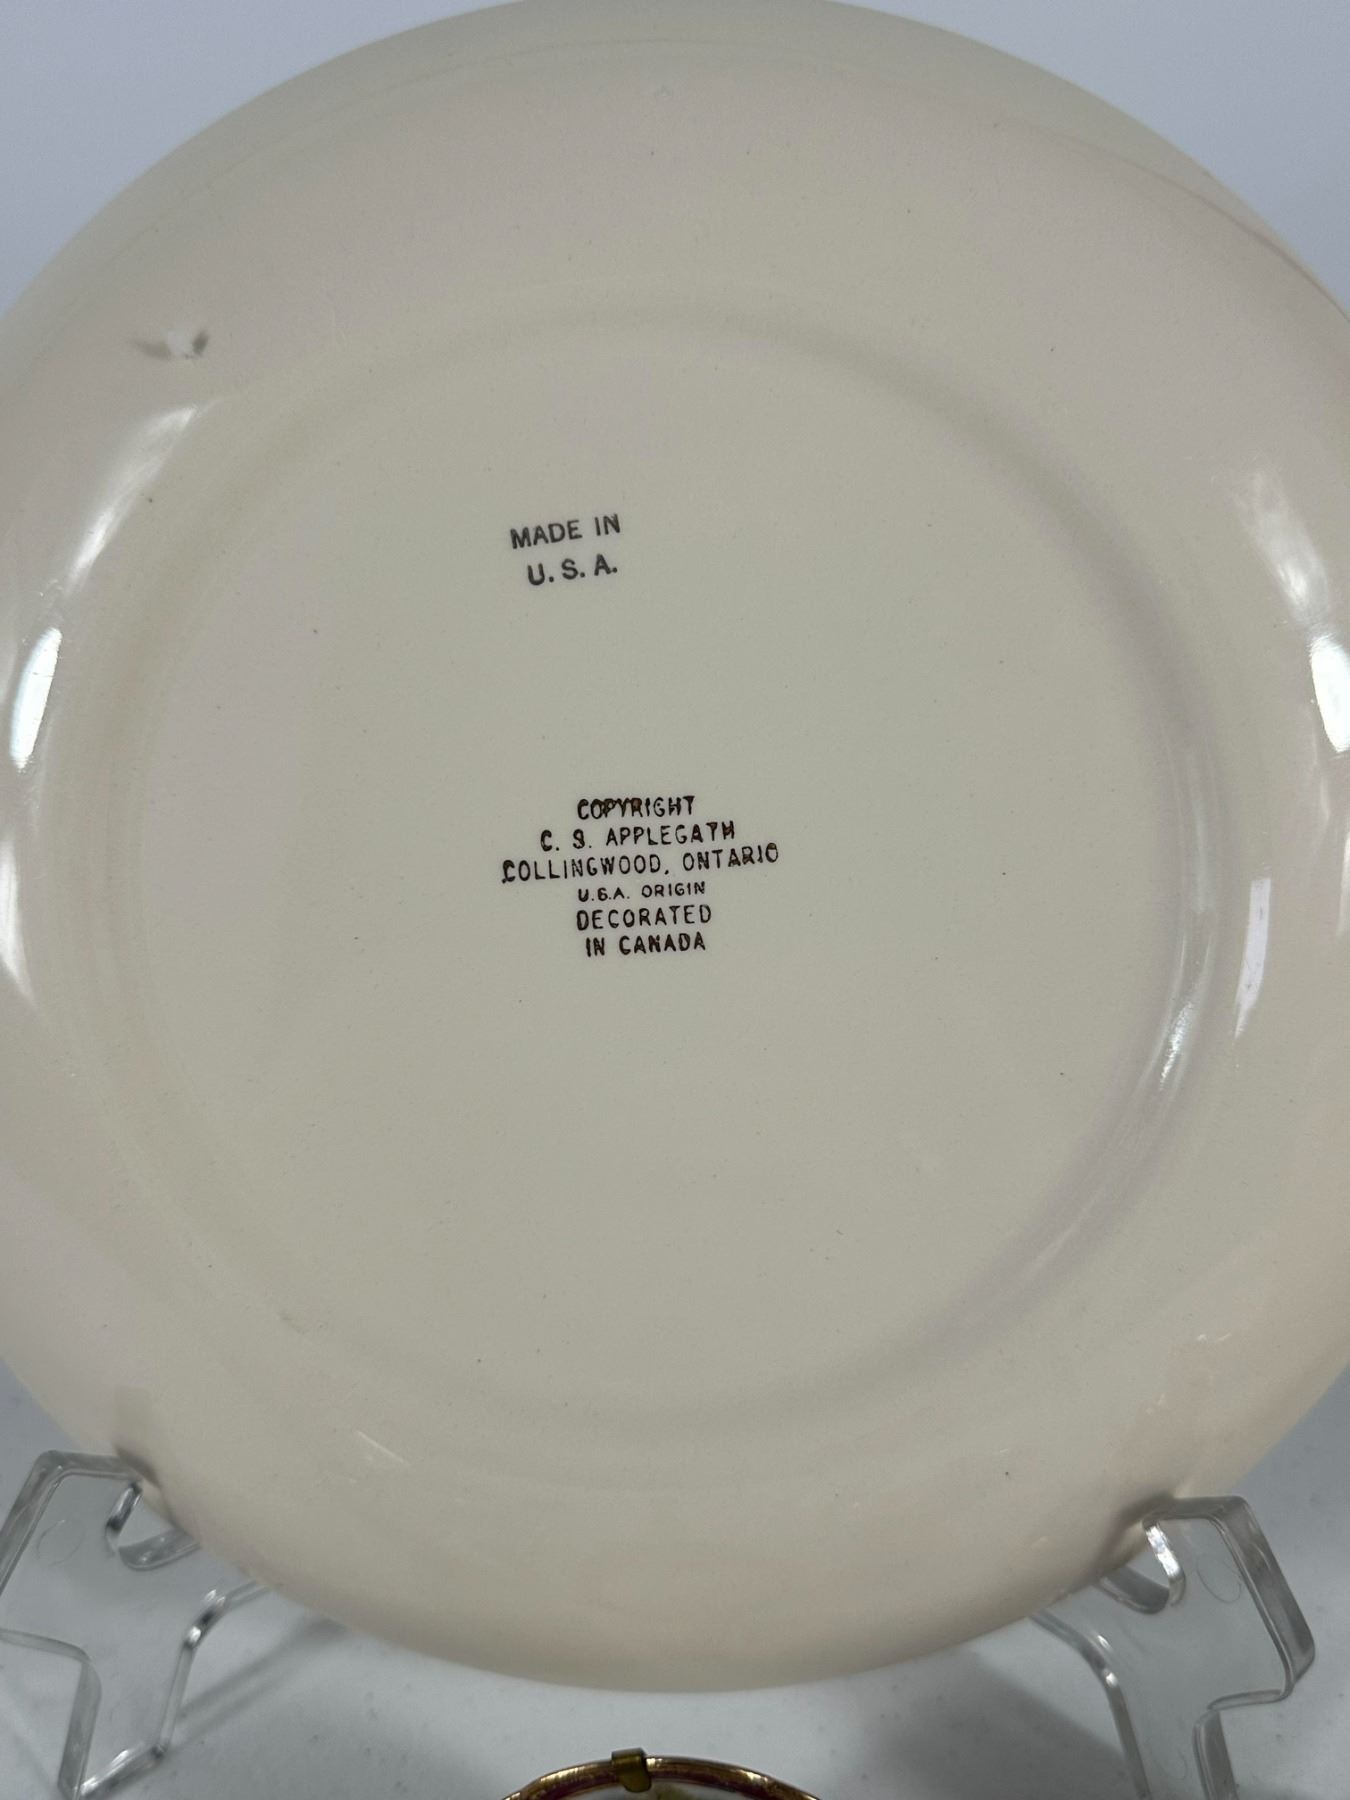 MADE IN
U. S. A.
COPYRIGHT
C. S. APPLEGATH
COLLINGWOOD, ONTARIO
U.S.A. ORIGIN
DECORATED
IN CANADA